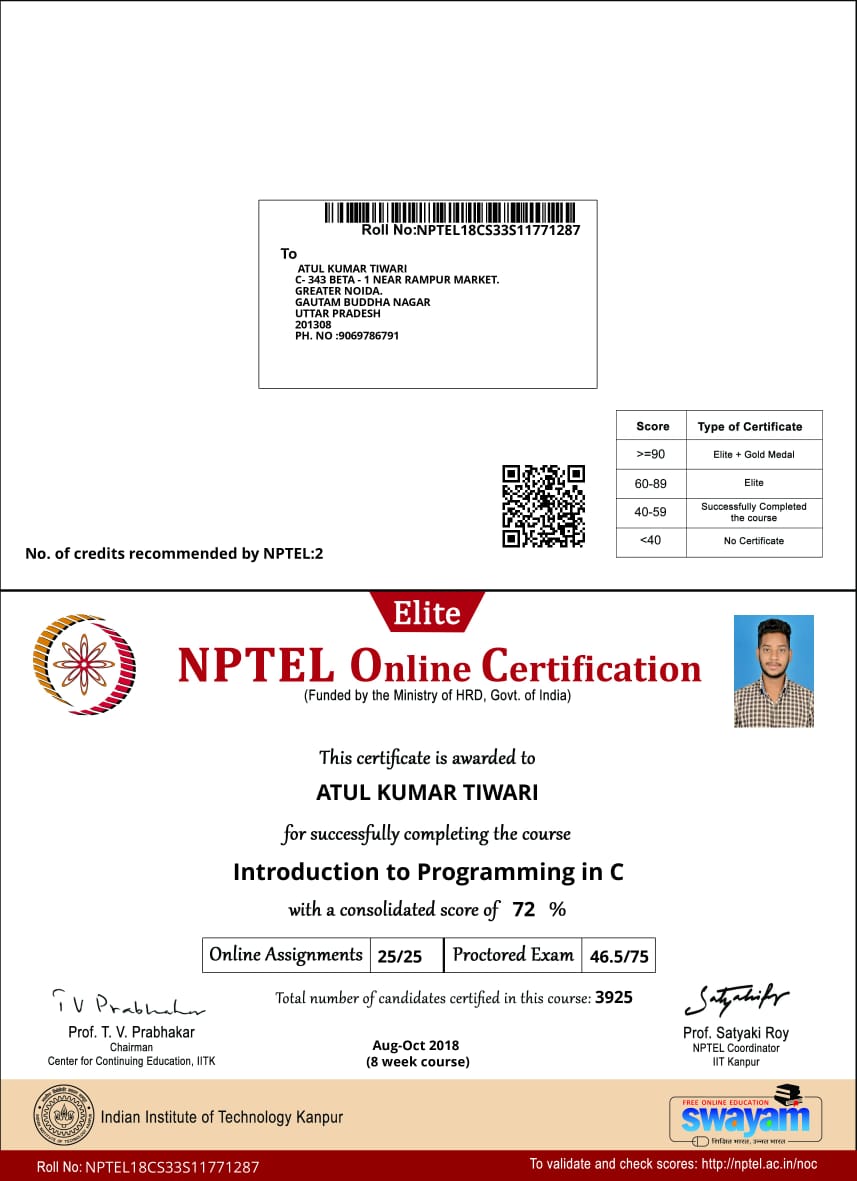 Roll No:NPTEL18CS33S11771287
To
ATUL KUMAR TIWARI
C- 343 BETA - 1 NEAR RAMPUR MARKET.
GREATER NOIDA.
GAUTAM BUDDHA NAGAR
UTTAR PRADESH
201308
PH. NO :9069786791
Score Type of Certificate
>=90 Elite + Gold Medal
60-89 Elite
40-59 Successfully Completed
the course
<40 No Certificate
No. of credits recommended by NPTEL:2
Elite
NPTEL Online Certification
(Funded by the Ministry of HRD, Govt. of India)
This certificate is awarded to
ATUL KUMAR TIWARI
for successfully completing the course
Introduction to Programming in C
with a consolidated score of 72 %
Online Assignments 25/25 Proctored Exam 46.5/75
Total number of candidates certified in this course: 3925
T V Prabhakar
Prof. T. V. Prabhakar
Chairman
Center for Continuing Education, IITK
Aug-Oct 2018
(8 week course)
Prof. Satyaki Roy
NPTEL Coordinator
IIT Kanpur
Indian Institute of Technology Kanpur
FREE ONLINE EDUCATION
swayam
शिक्षित भारत, उन्नत भारत
Roll No: NPTEL18CS33S11771287
To validate and check scores: http://nptel.ac.in/noc